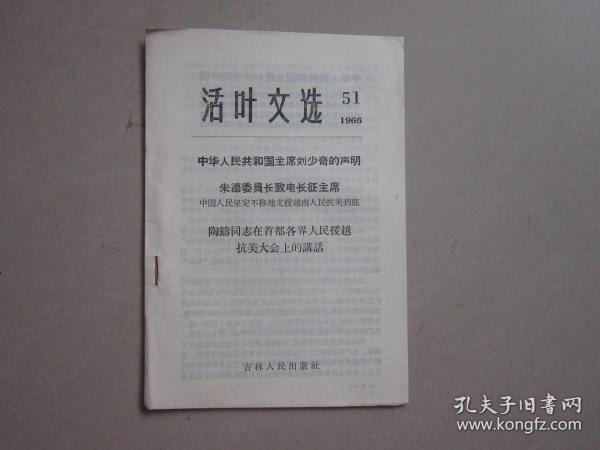 活叶文选
51
1966
中华人民共和国主席刘少奇的声明
朱德委員长致电长征主席
中国人民坚定不移地支援越南人民抗美到底
陶鑄同志在首都各界人民援越
抗美大会上的講話
吉林人民出版社
孔夫子旧书网
www.kongfz.com